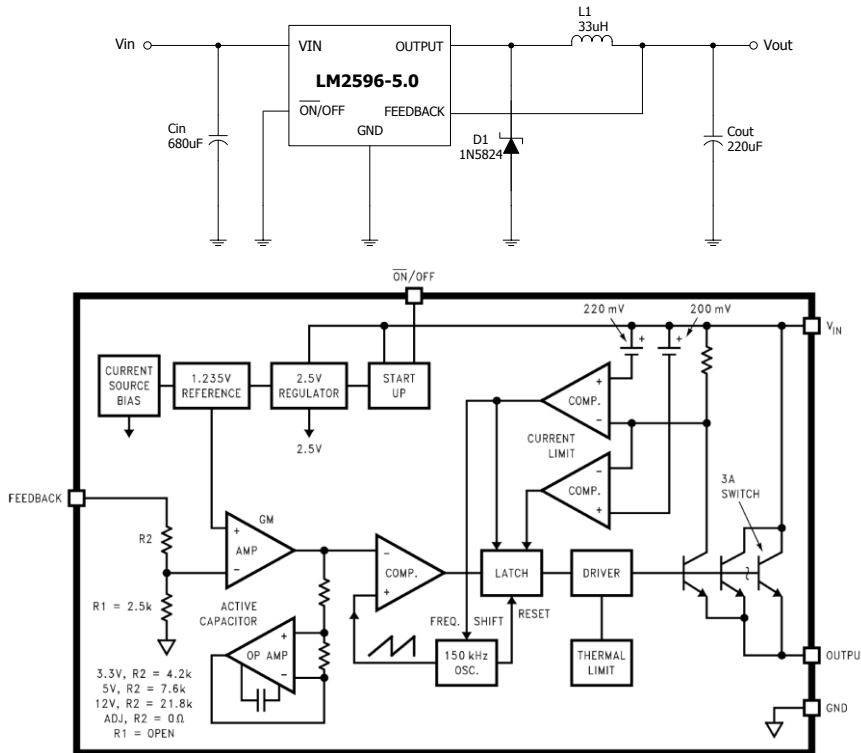 L1
33uH
Vin
VIN
OUTPUT
Vout
LM2596-5.0
ON/OFF
FEEDBACK
GND
Cin
680uF
D1
1N5824
Cout
220uF
ON/OFF
220 mV
200 mV
+
+
VIN
CURRENT
SOURCE
BIAS
1.235V
REFERENCE
2.5V
REGULATOR
START
UP
2.5V
+
COMP.
−
CURRENT
LIMIT
−
COMP.
+
3A
SWITCH
FEEDBACK
R2
GM
+
AMP
−
R1 = 2.5k
ACTIVE
CAPACITOR
+
OP AMP
−
−
COMP.
+
LATCH
DRIVER
FREQ. SHIFT
RESET
150 kHz
OSC.
THERMAL
LIMIT
OUTPU
GND
3.3V, R2 = 4.2k
5V, R2 = 7.6k
12V, R2 = 21.8k
ADJ, R2 = 0Ω
R1 = OPEN